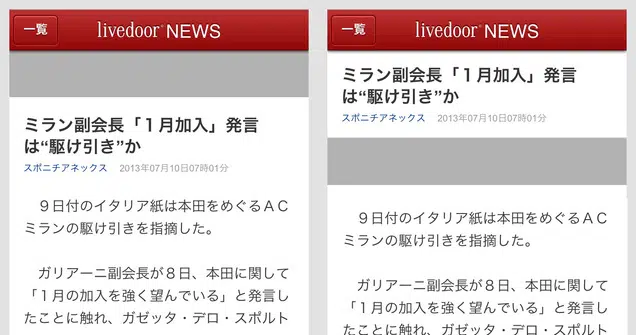 一覧
livedoor NEWS
ミラン副会長「１月加入」発言
は“駆け引き”か
スポニチアネックス 2013年07月10日07時01分
９日付のイタリア紙は本田をめぐるＡＣ
ミランの駆け引きを指摘した。
ガリアーニ副会長が８日、本田に関して
「１月の加入を強く望んでいる」と発言し
たことに触れ、ガゼッタ・デロ・スポルト
一覧
livedoor NEWS
ミラン副会長「１月加入」発言
は“駆け引き”か
スポニチアネックス 2013年07月10日07時01分
９日付のイタリア紙は本田をめぐるＡＣ
ミランの駆け引きを指摘した。
ガリアーニ副会長が８日、本田に関して
「１月の加入を強く望んでいる」と発言し
たことに触れ、ガゼッタ・デロ・スポルト